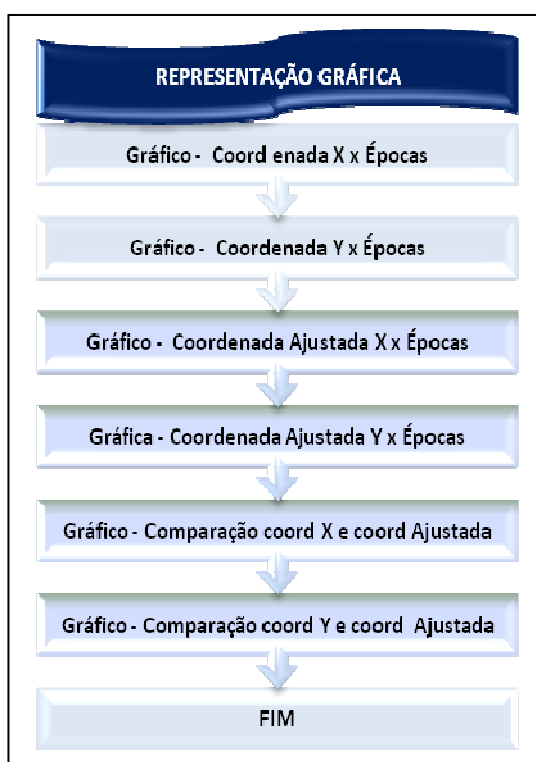 REPRESENTAÇÃO GRÁFICA
Gráfico - Coord enada X x Épocas
Gráfico - Coordenada Y x Épocas
Gráfico - Coordenada Ajustada X x Épocas
Gráfica - Coordenada Ajustada Y x Épocas
Gráfico - Comparação coord X e coord Ajustada
Gráfico - Comparação coord Y e coord Ajustada
FIM